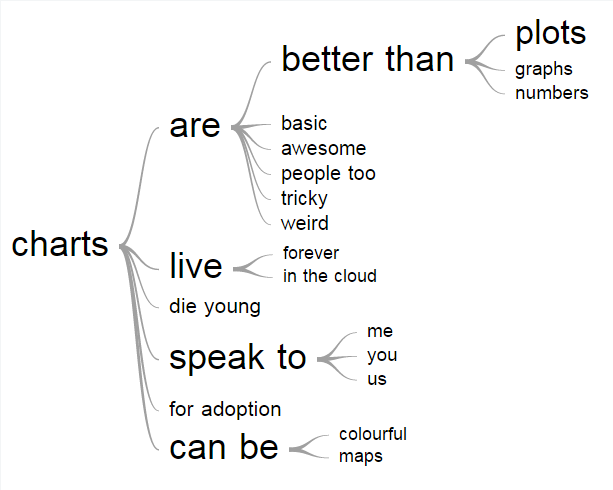 charts
are
better than
plots
graphs
numbers
basic
awesome
people too
tricky
weird
live
forever
in the cloud
die young
speak to
me
you
us
for adoption
can be
colourful
maps